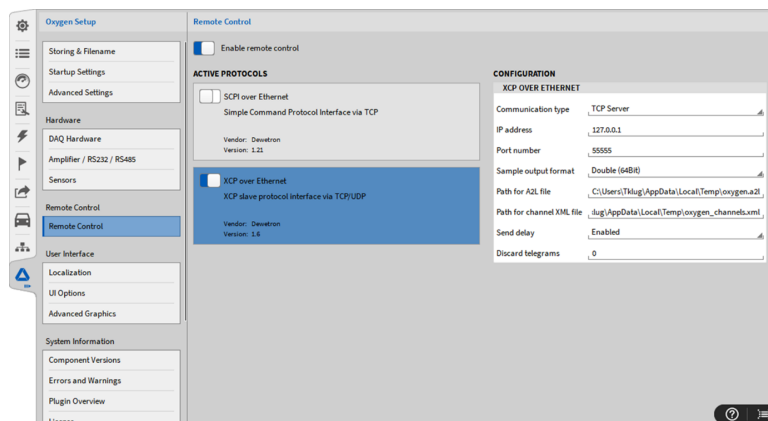 Oxygen Setup
Storing & Filename
Startup Settings
Advanced Settings
Hardware
DAQ Hardware
Amplifier / RS232 / RS485
Sensors
Remote Control
Remote Control
User Interface
Localization
UI Options
Advanced Graphics
System Information
Component Versions
Errors and Warnings
Plugin Overview
Remote Control
Enable remote control
ACTIVE PROTOCOLS
SCPI over Ethernet
Simple Command Protocol Interface via TCP
Vendor: Dewetron
Version: 1.21
XCP over Ethernet
XCP slave protocol interface via TCP/UDP
Vendor: Dewetron
Version: 1.6
CONFIGURATION
XCP OVER ETHERNET
Communication type TCP Server
IP address 127.0.0.1
Port number 55555
Sample output format Double (64Bit)
Path for A2L file C:\Users\Tklug\AppData\Local\Temp\oxygen.a2l
Path for channel XML file lug\AppData\Local\Temp\oxygen_channels.xml
Send delay Enabled
Discard telegrams 0